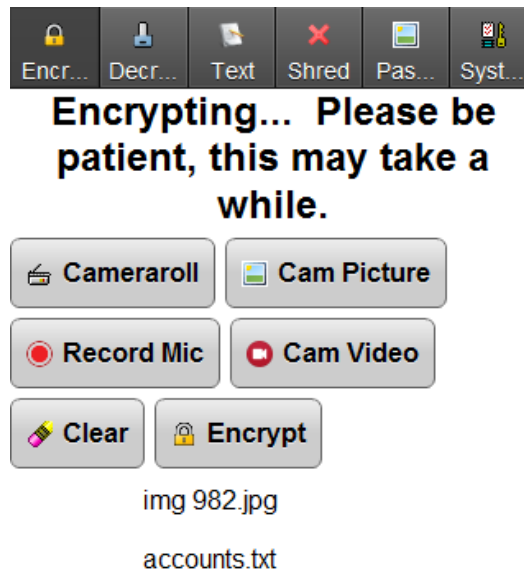 Encr... Decr... Text Shred Pas... Syst...
Encrypting... Please be
patient, this may take a
while.
Cameraroll Cam Picture
Record Mic Cam Video
Clear Encrypt
img 982.jpg
accounts.txt